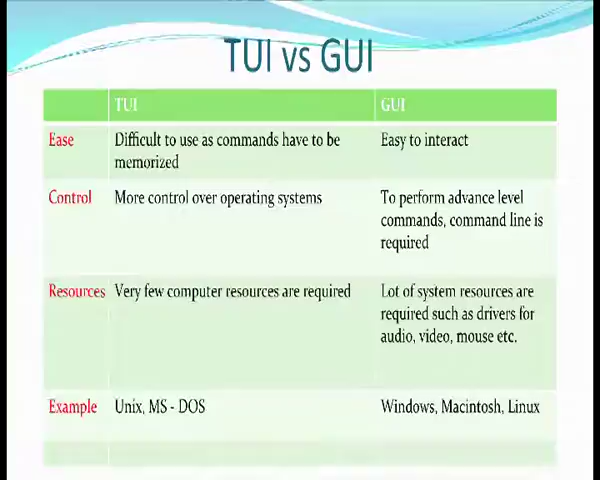 TUI vs GUI
TUI GUI
Ease Difficult to use as commands have to be Easy to interact
memorized
Control More control over operating systems To perform advance level
commands, command line is
required
Resources Very few computer resources are required Lot of system resources are
required such as drivers for
audio, video, mouse etc.
Example Unix, MS - DOS Windows, Macintosh, Linux